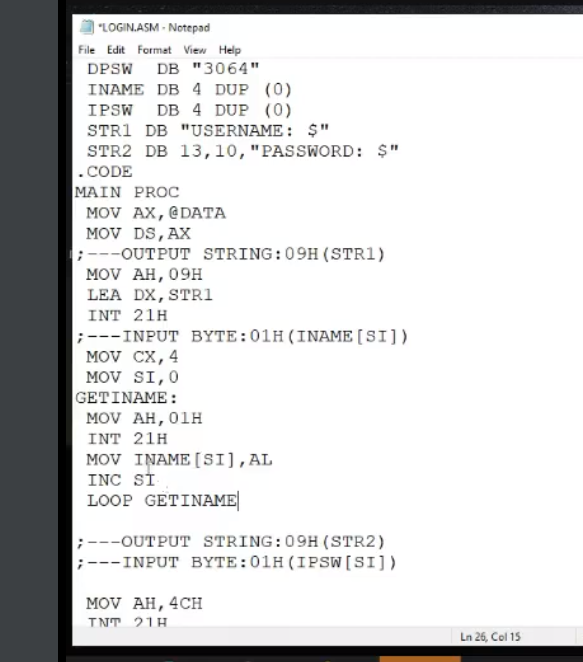 *LOGIN.ASM - Notepad
File Edit Format View Help
DPSW DB "3064"
INAME DB 4 DUP (0)
IPSW DB 4 DUP (0)
STR1 DB "USERNAME: $"
STR2 DB 13,10,"PASSWORD: $"
.CODE
MAIN PROC
MOV AX,@DATA
MOV DS,AX
;---OUTPUT STRING:09H(STR1)
MOV AH,09H
LEA DX,STR1
INT 21H
;---INPUT BYTE:01H(INAME[SI])
MOV CX,4
MOV SI,0
GETINAME:
MOV AH,01H
INT 21H
MOV INAME[SI],AL
INC SI
LOOP GETINAME
;---OUTPUT STRING:09H(STR2)
;---INPUT BYTE:01H(IPSW[SI])
MOV AH,4CH
INT 21H
Ln 26, Col 15